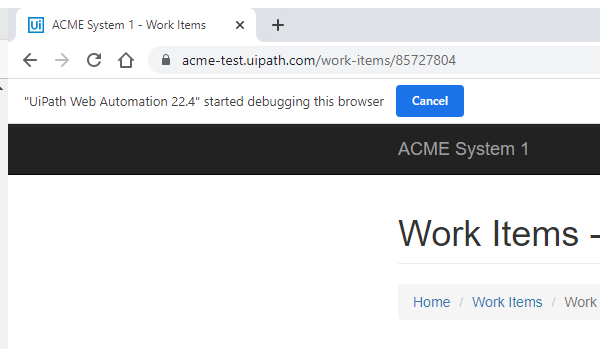 Ui ACME System 1 - Work Items
acme-test.uipath.com/work-items/85727804
"UiPath Web Automation 22.4" started debugging this browser Cancel
ACME System 1
Work Items -
Home / Work Items / Work